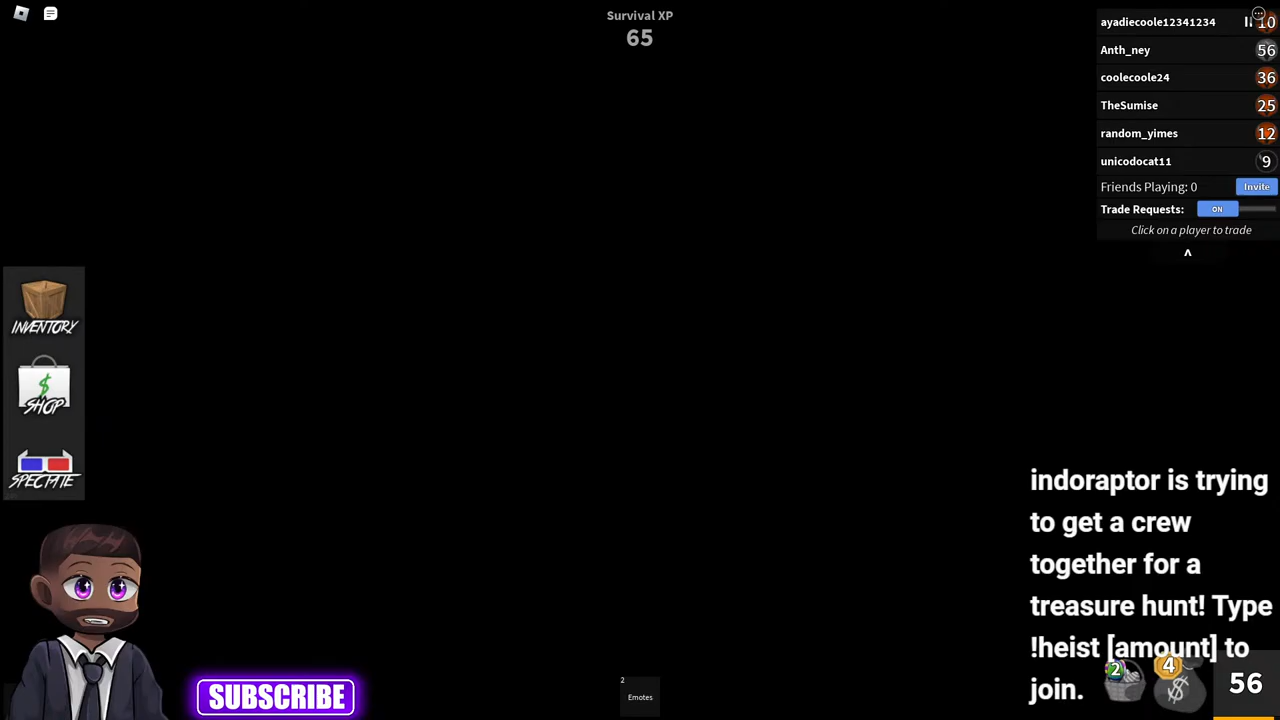 Survival XP
65
ayadiecoole12341234 10
Anth_ney 56
coolecoole24 36
TheSumise 25
random_yimes 12
unicodocat11 9
Friends Playing: 0 Invite
Trade Requests: ON
Click on a player to trade
^
INVENTORY
$
SHOP
SPECTATE
indoraptor is trying
to get a crew
together for a
treasure hunt! Type
!heist [amount] to
join.
2
4
$
56
SUBSCRIBE
2
Emotes